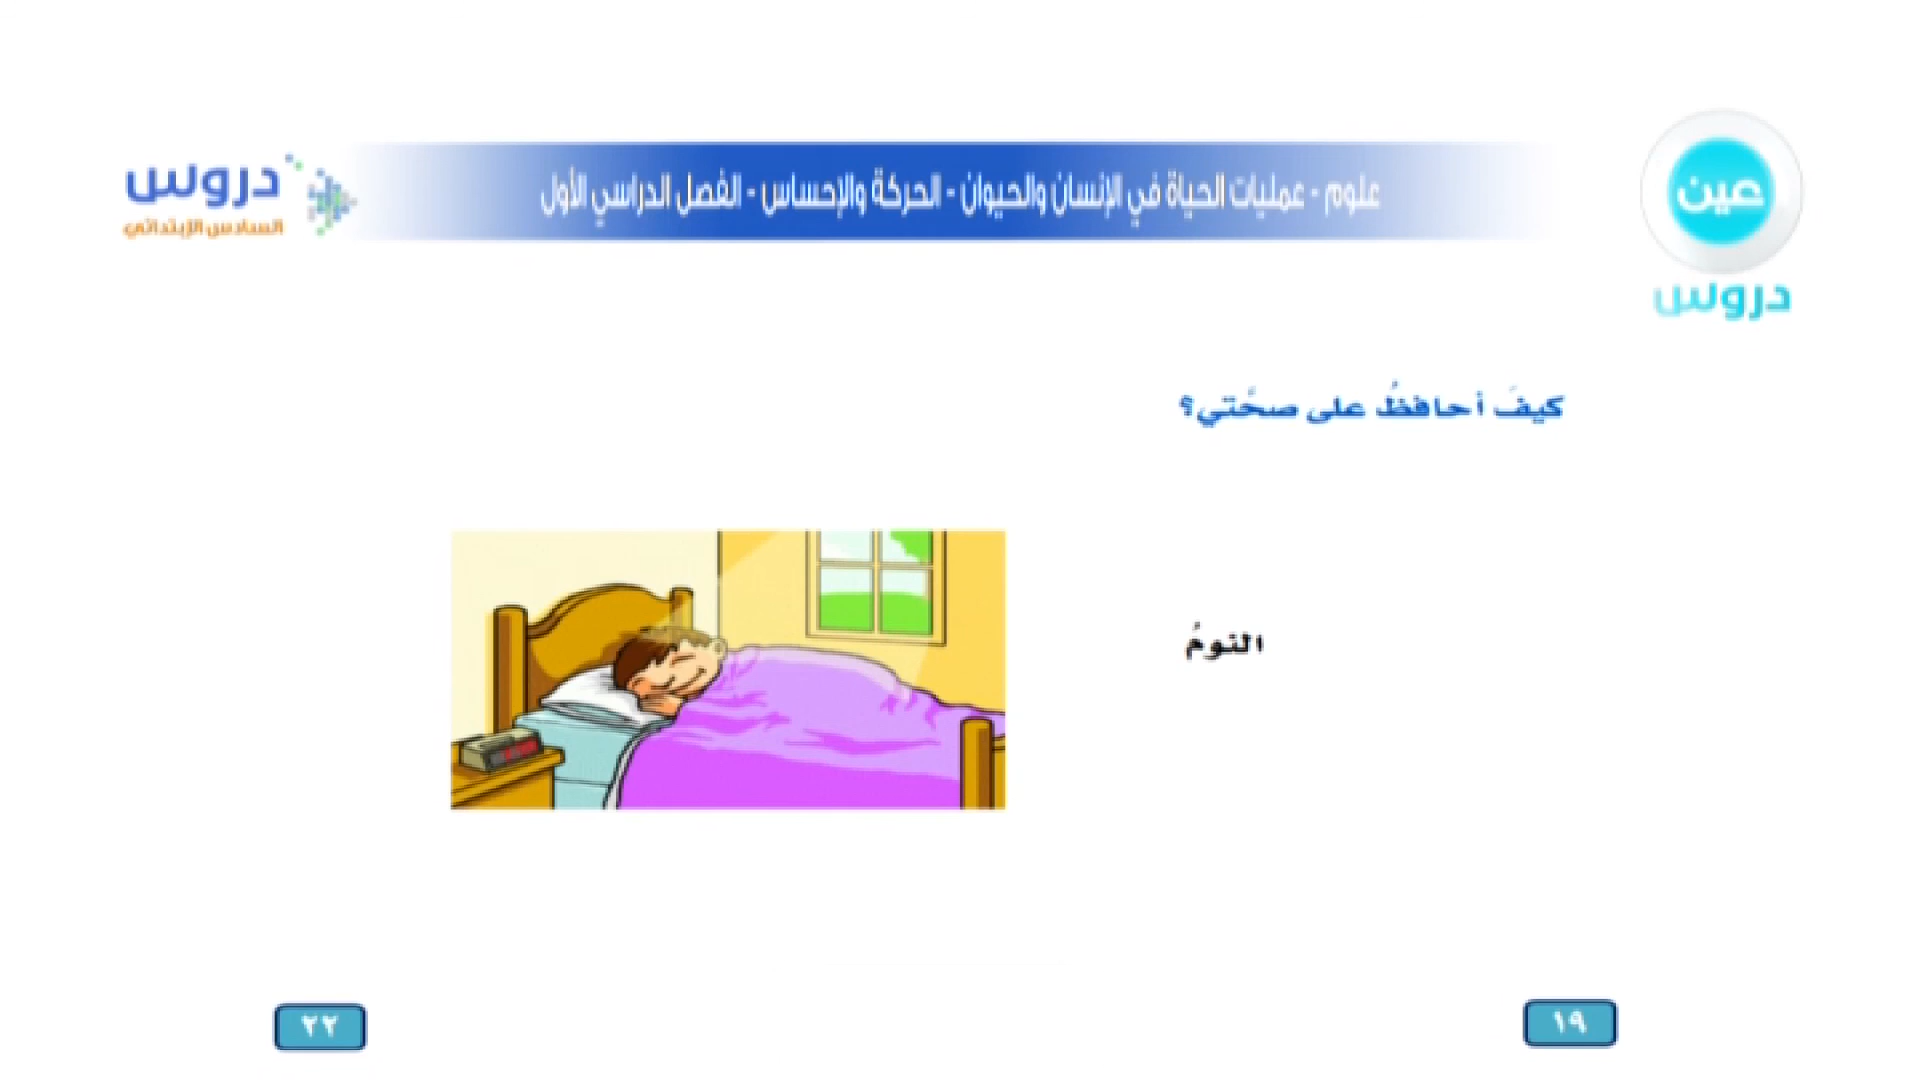 عين
دروس
علوم - عمليات الحياة في الإنسان والحيوان - الحركة والإحساس - الفصل الدراسي الأول
دروس
السادس الإبتدائي
كيفَ أحافظُ على صحَّتي؟
النومُ
١٩
٢٢